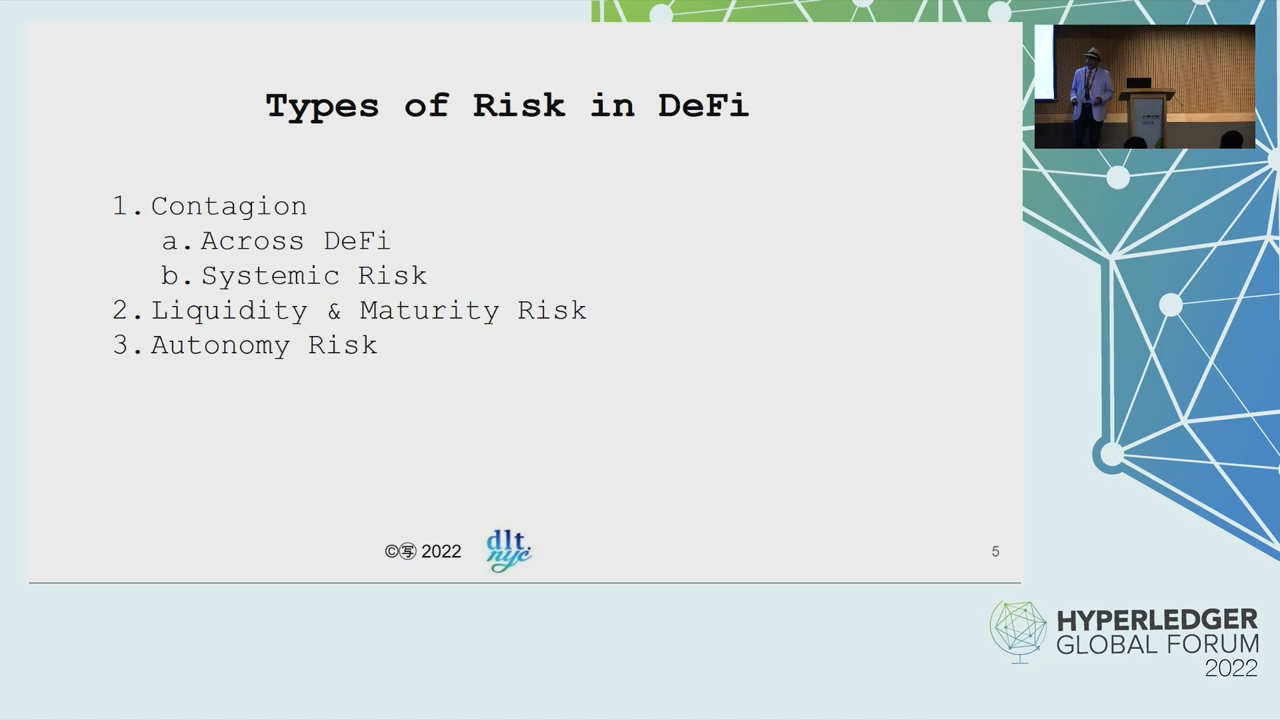 Types of Risk in DeFi
1. Contagion
a. Across DeFi
b. Systemic Risk
2. Liquidity & Maturity Risk
3. Autonomy Risk
©㊢ 2022
dlt.
nyc
5
HYPERLEDGER
GLOBAL FORUM
2022